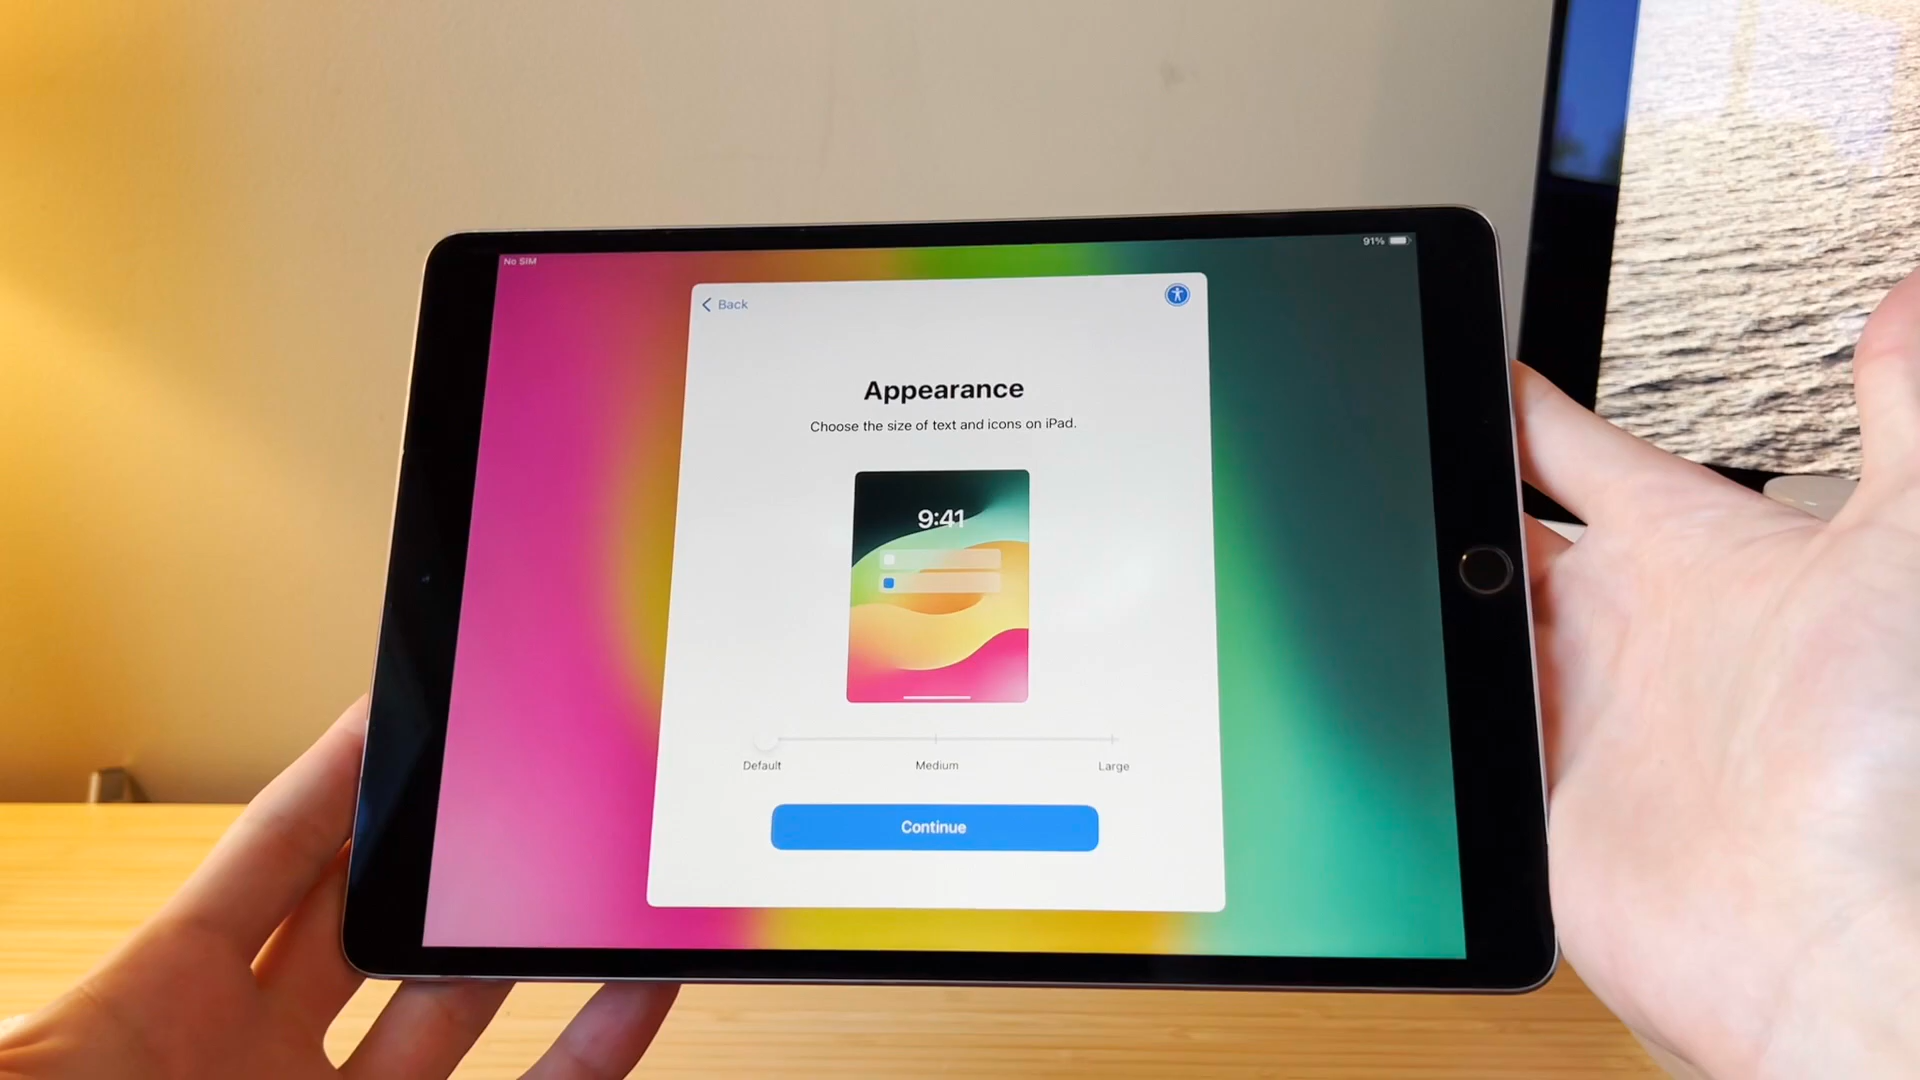 No SIM
91%
Back
Appearance
Choose the size of text and icons on iPad.
9:41
Default
Medium
Large
Continue